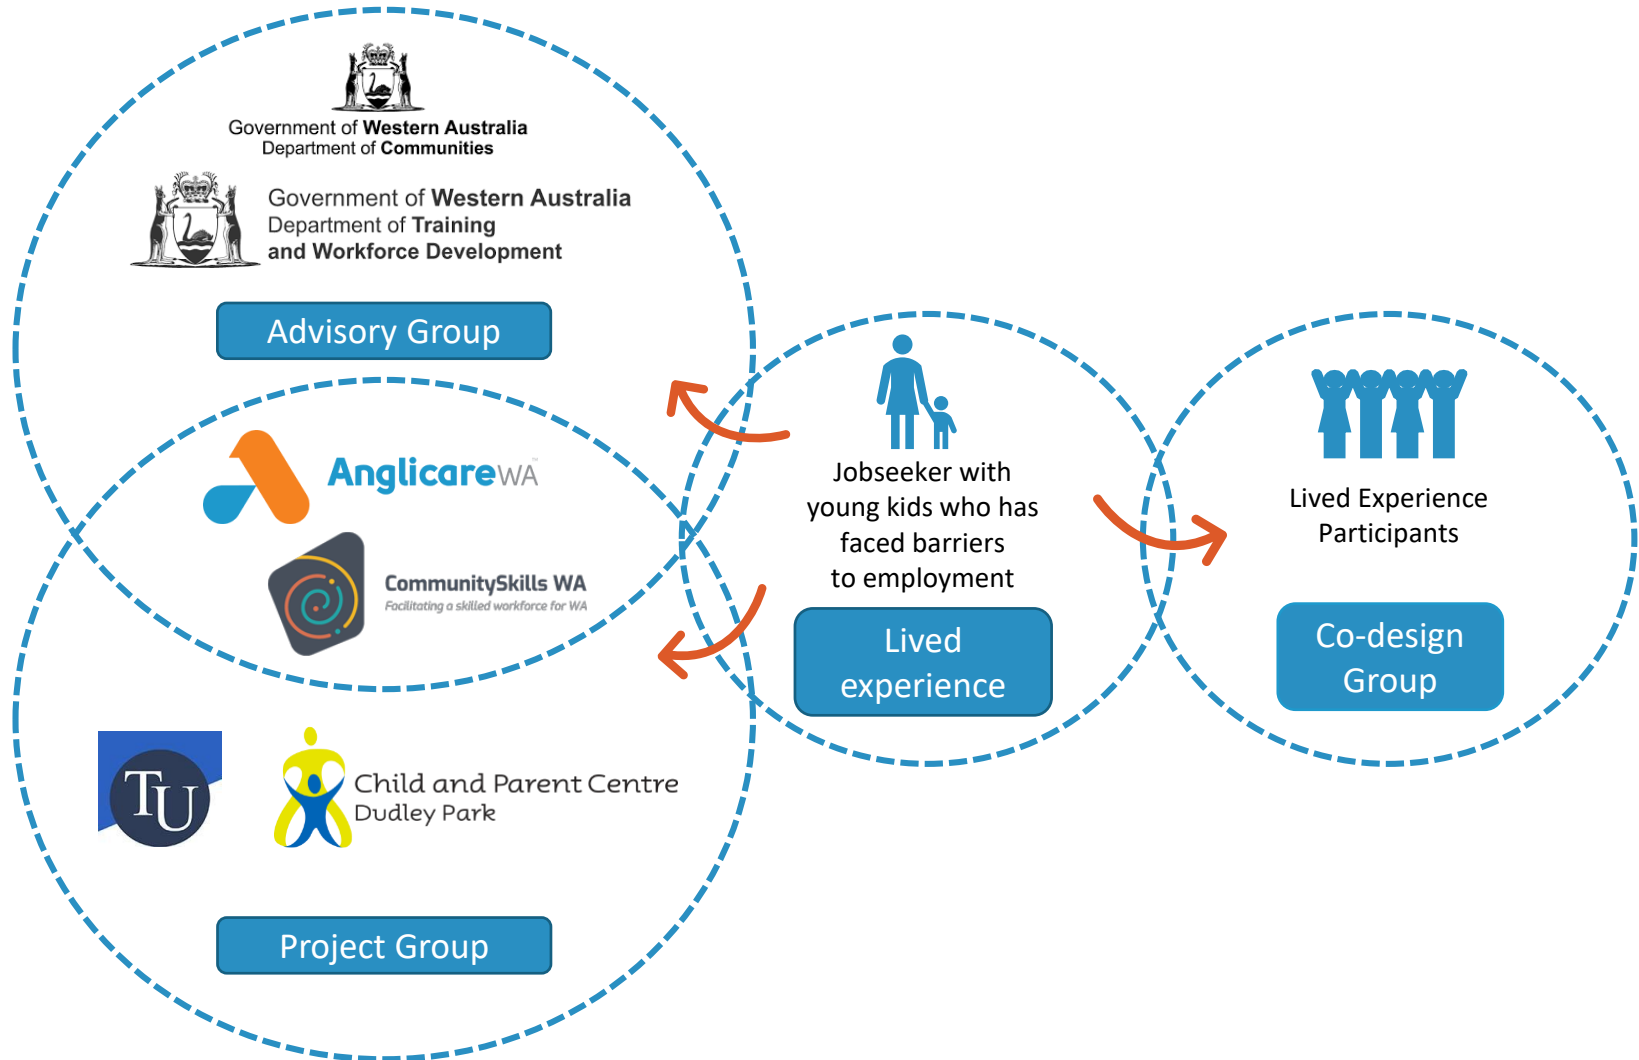 Government of Western Australia
Department of Communities
Government of Western Australia
Department of Training
and Workforce Development
Advisory Group
AnglicareWA™
CommunitySkills WA
Facilitating a skilled workforce for WA
TU
Child and Parent Centre
Dudley Park
Project Group
Jobseeker with
young kids who has
faced barriers
to employment
Lived
experience
Lived Experience
Participants
Co-design
Group